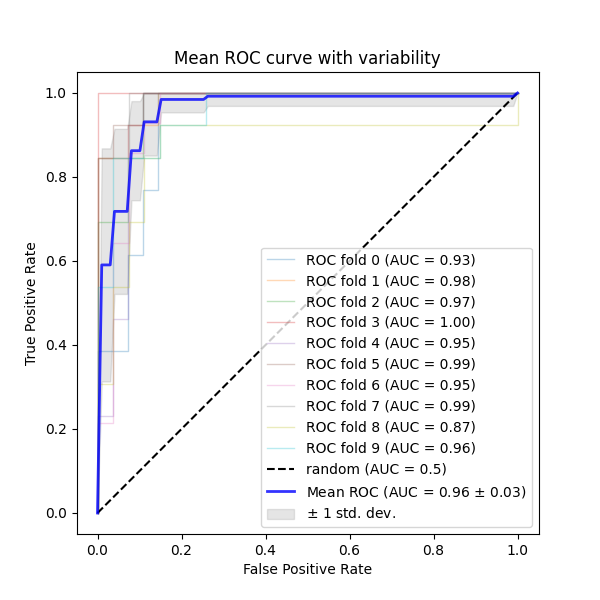 Mean ROC curve with variability
True Positive Rate
1.0
0.8
0.6
0.4
0.2
0.0
ROC fold 0 (AUC = 0.93)
ROC fold 1 (AUC = 0.98)
ROC fold 2 (AUC = 0.97)
ROC fold 3 (AUC = 1.00)
ROC fold 4 (AUC = 0.95)
ROC fold 5 (AUC = 0.99)
ROC fold 6 (AUC = 0.95)
ROC fold 7 (AUC = 0.99)
ROC fold 8 (AUC = 0.87)
ROC fold 9 (AUC = 0.96)
random (AUC = 0.5)
Mean ROC (AUC = 0.96 ± 0.03)
± 1 std. dev.
0.0 0.2 0.4 0.6 0.8 1.0
False Positive Rate